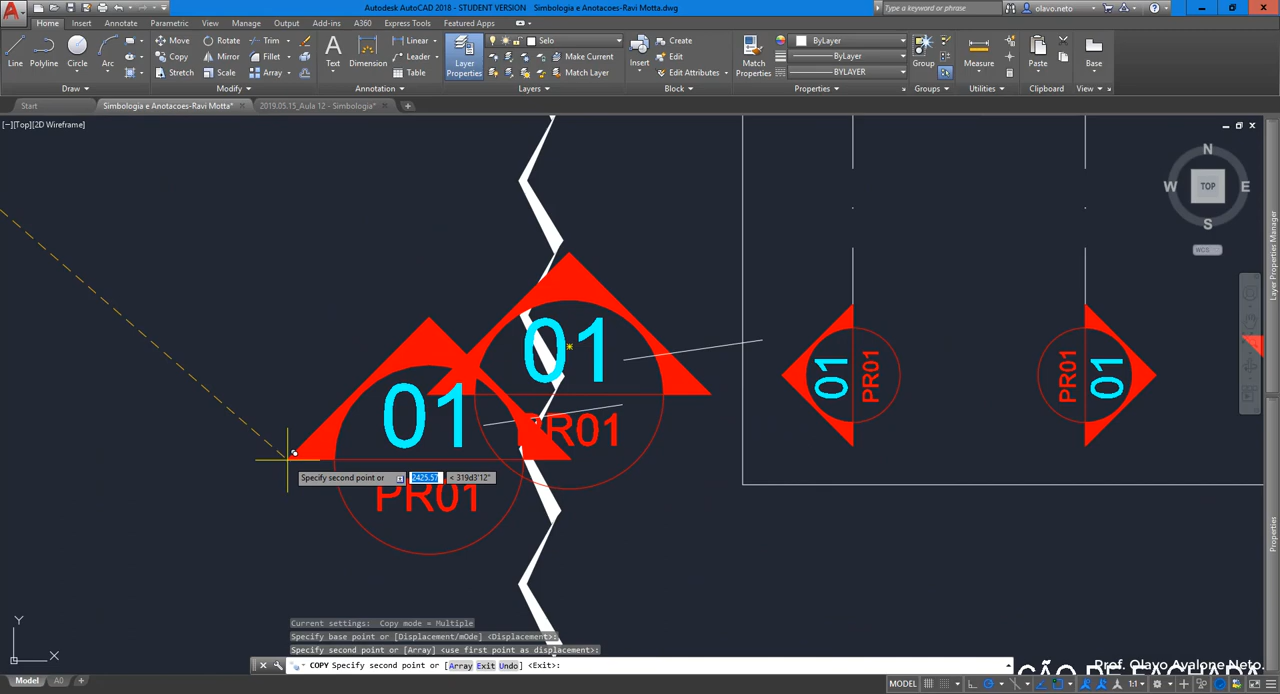 Autodesk AutoCAD 2018 - STUDENT VERSION Simbologia e Anotacoes-Ravi Motta.dwg
Type a keyword or phrase
olavo.neto
Home Insert Annotate Parametric View Manage Output Add-ins A360 Express Tools Featured Apps
Line Polyline Circle Arc
Move Rotate Trim
Copy Mirror Fillet
Stretch Scale Array
Text Dimension
Linear
Leader
Table
Layer Properties
Selo
Make Current
Match Layer
Insert
Create
Edit
Edit Attributes
Match Properties
ByLayer
ByLayer
BYLAYER
Group
Measure
Paste
Base
Draw Modify Annotation Layers Block Properties Groups Utilities Clipboard View
Start Simbologia e Anotacoes-Ravi Motta* 2019.05.15_Aula 12 - Simbologia*
[−][Top][2D Wireframe]
N
W TOP E
S
WCS
Layer Properties Manager
Properties
01
PR01
01
PR01
01
PR01
PR01
01
Specify second point or 2425.57 < 319d3'12"
Y
X
Current settings: Copy mode = Multiple
Specify base point or [Displacement/mOde] <Displacement>:
Specify second point or [Array] <use first point as displacement>:
COPY Specify second point or [Array Exit Undo] <Exit>:
Prof. Olavo Avalone Neto.
Model A0
MODEL 1:1